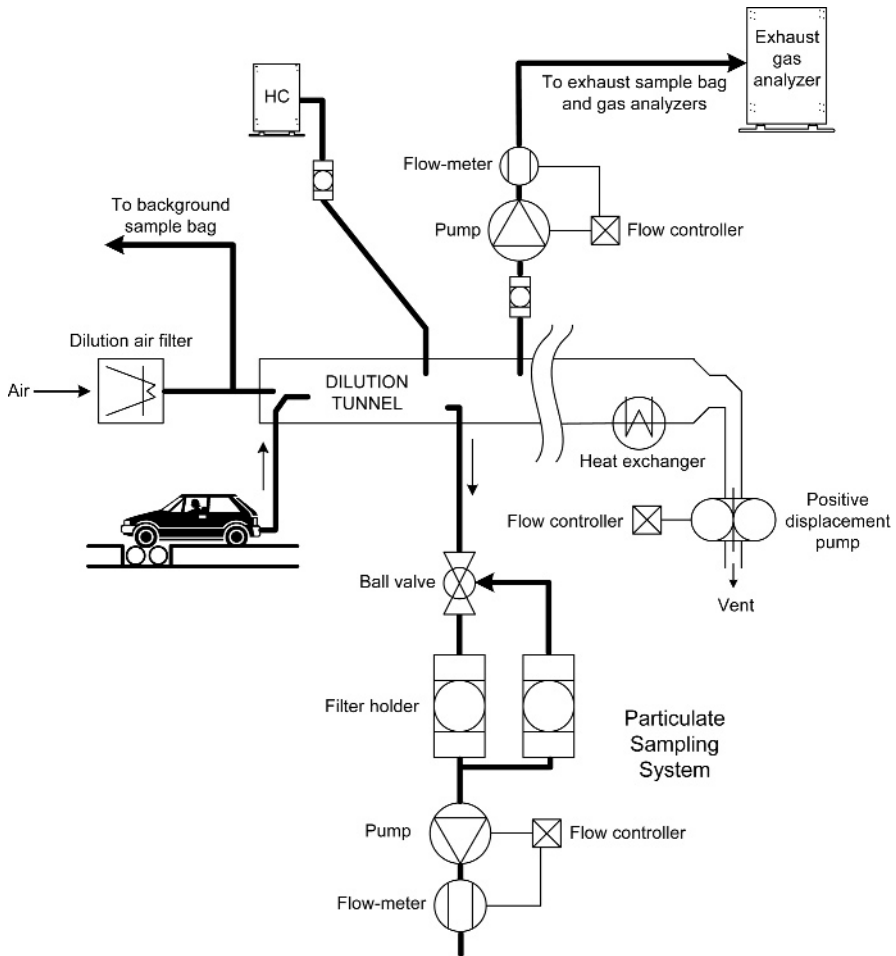 Exhaust
gas
analyzer
HC
To exhaust sample bag
and gas analyzers
Flow-meter
To background
sample bag
Pump
Flow controller
Dilution air filter
Air
DILUTION
TUNNEL
Heat exchanger
Flow controller
Positive
displacement
pump
Ball valve
Vent
Filter holder
Particulate
Sampling
System
Pump
Flow controller
Flow-meter